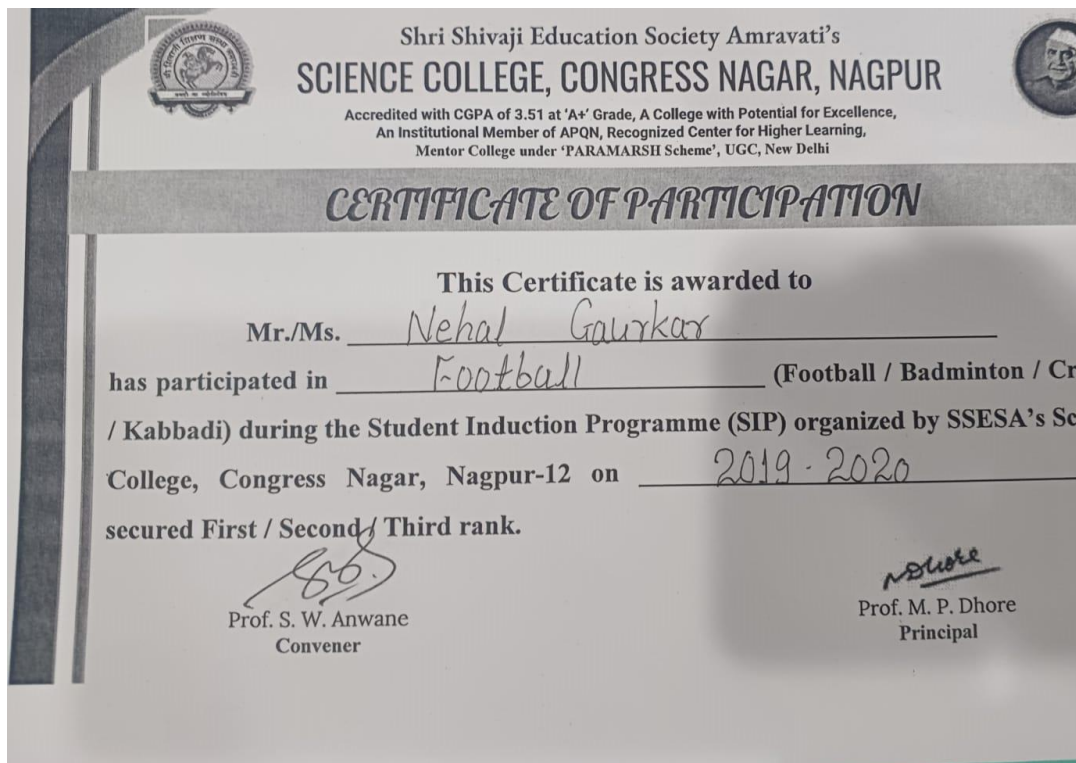 Shri Shivaji Education Society Amravati's
SCIENCE COLLEGE, CONGRESS NAGAR, NAGPUR
Accredited with CGPA of 3.51 at 'A+' Grade, A College with Potential for Excellence,
An Institutional Member of APQN, Recognized Center for Higher Learning,
Mentor College under 'PARAMARSH Scheme', UGC, New Delhi
CERTIFICATE OF PARTICIPATION
This Certificate is awarded to
Mr./Ms. Nehal Gaurkar
has participated in Football (Football / Badminton / Cr
/ Kabbadi) during the Student Induction Programme (SIP) organized by SSESA's Sc
College, Congress Nagar, Nagpur-12 on 2019-2020
secured First / Second / Third rank.
Dhore
Prof. S. W. Anwane Prof. M. P. Dhore
Convener Principal